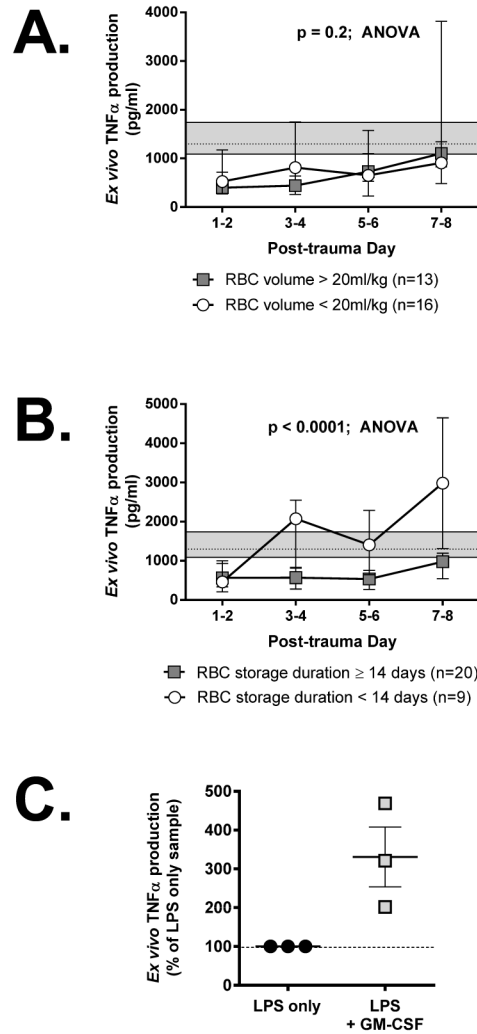 A.
Ex vivo TNFα production
(pg/ml)
4000
3000
2000
1000
0
p = 0.2; ANOVA
1-2 3-4 5-6 7-8
Post-trauma Day
RBC volume > 20ml/kg (n=13)
RBC volume < 20ml/kg (n=16)
B.
Ex vivo TNFα production
(pg/ml)
5000
4000
3000
2000
1000
0
p < 0.0001; ANOVA
1-2 3-4 5-6 7-8
Post-trauma Day
RBC storage duration ≥ 14 days (n=20)
RBC storage duration < 14 days (n=9)
C.
Ex vivo TNFα production
(% of LPS only sample)
500
400
300
200
100
0
LPS only
LPS
+ GM-CSF